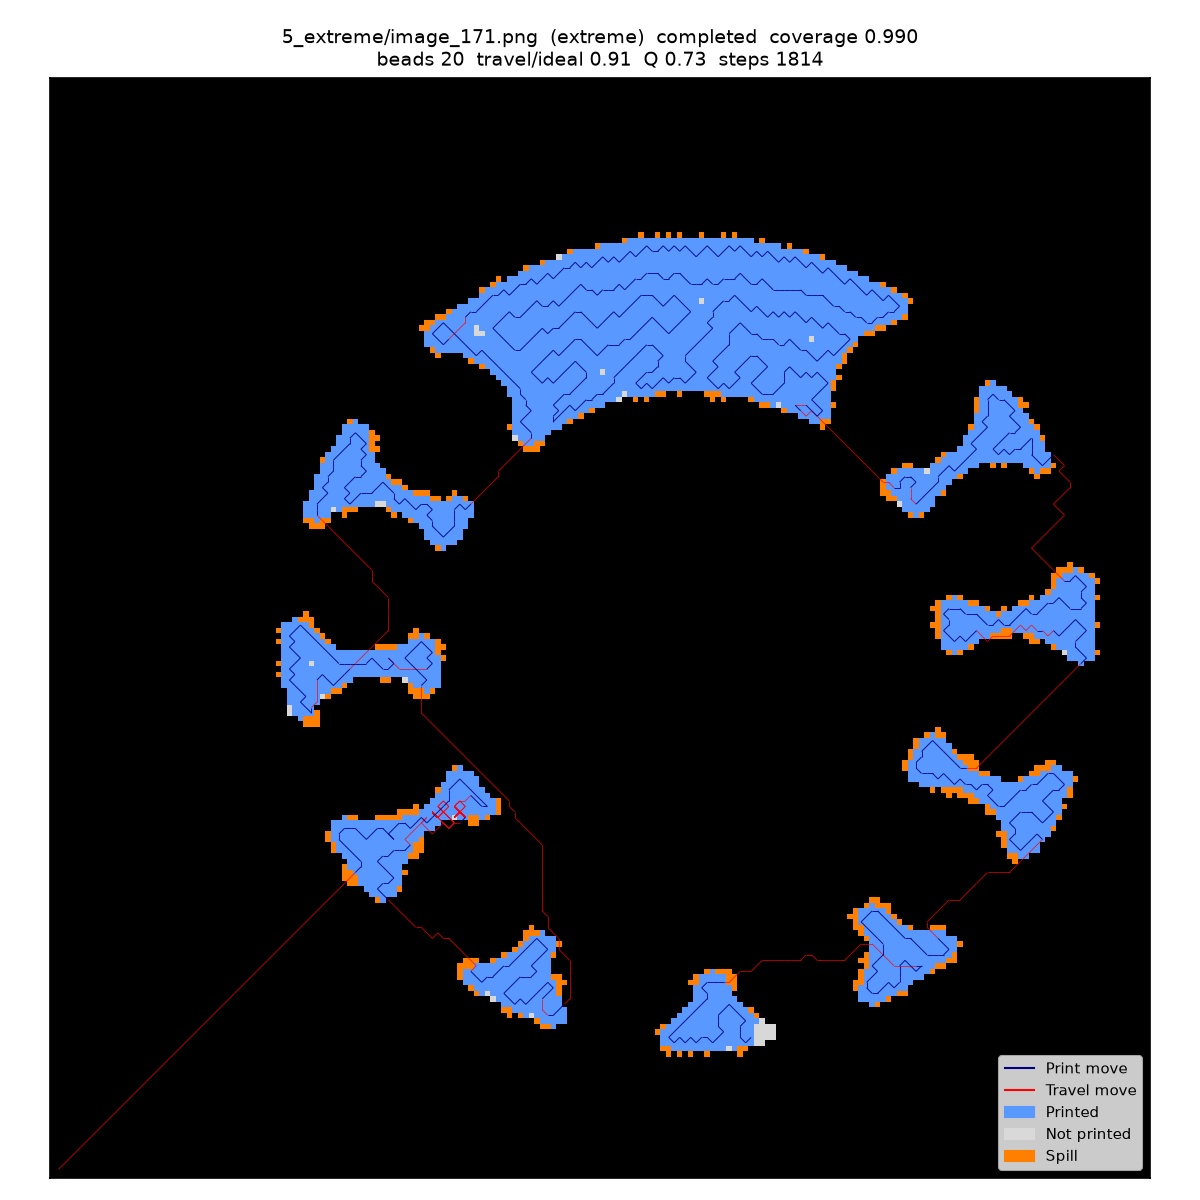 5_extreme/image_171.png  (extreme)  completed  coverage 0.990
beads 20  travel/ideal 0.91  Q 0.73  steps 1814
Print move
Travel move
Printed
Not printed
Spill